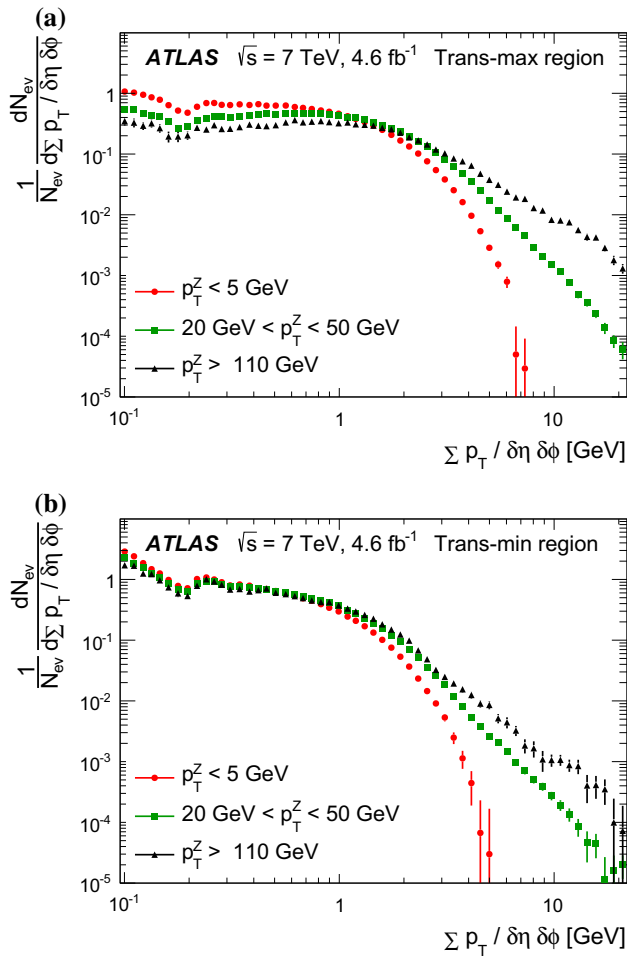 (a)
ATLAS √s = 7 TeV, 4.6 fb⁻¹ Trans-max region
1/N_ev dN_ev/d∑ p_T / δη δϕ
1
10⁻¹
10⁻²
10⁻³
10⁻⁴
10⁻⁵
p_T^Z < 5 GeV
20 GeV < p_T^Z < 50 GeV
p_T^Z > 110 GeV
10⁻¹ 1 10
∑ p_T / δη δϕ [GeV]
(b)
ATLAS √s = 7 TeV, 4.6 fb⁻¹ Trans-min region
1/N_ev dN_ev/d∑ p_T / δη δϕ
1
10⁻¹
10⁻²
10⁻³
10⁻⁴
10⁻⁵
p_T^Z < 5 GeV
20 GeV < p_T^Z < 50 GeV
p_T^Z > 110 GeV
10⁻¹ 1 10
∑ p_T / δη δϕ [GeV]